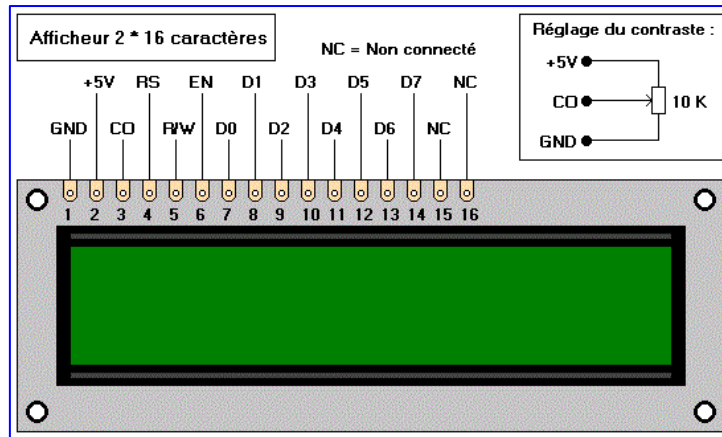 Afficheur 2 * 16 caractères
NC = Non connecté
Réglage du contraste :
+5V
CO
10 K
GND
+5V RS EN D1 D3 D5 D7 NC
GND CO R/W D0 D2 D4 D6 NC
1 2 3 4 5 6 7 8 9 10 11 12 13 14 15 16